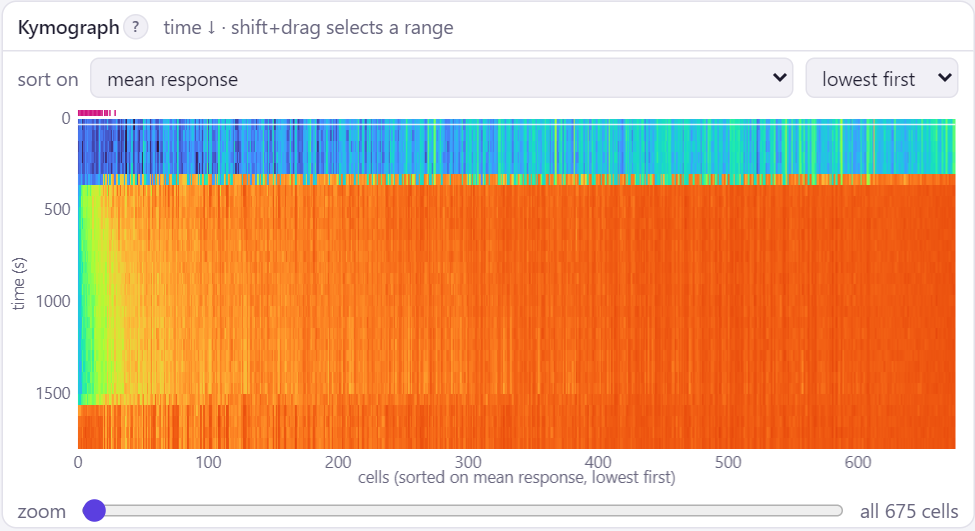 Kymograph ? time ↓ · shift+drag selects a range
sort on mean response lowest first
0
500
1000
1500
time (s)
0 100 200 300 400 500 600
cells (sorted on mean response, lowest first)
zoom all 675 cells